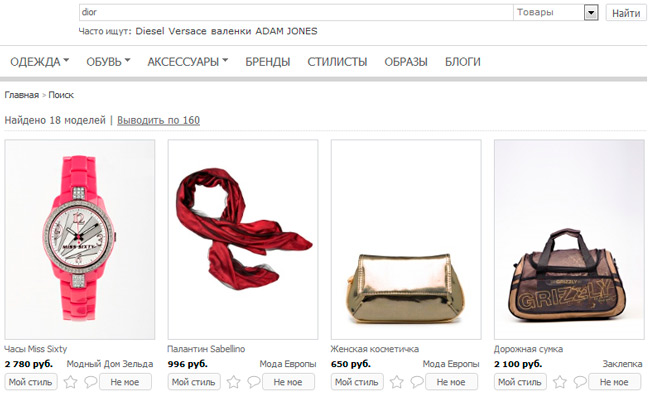 dior Товары Найти
Часто ищут: Diesel Versace валенки ADAM JONES
ОДЕЖДА ОБУВЬ АКСЕССУАРЫ БРЕНДЫ СТИЛИСТЫ ОБРАЗЫ БЛОГИ
Главная » Поиск
Найдено 18 моделей | Выводить по 160
MISS SIXTY
GRIZZLY
Часы Miss Sixty Палантин Sabellino Женская косметичка Дорожная сумка
2 780 руб. Модный Дом Зельда 996 руб. Мода Европы 650 руб. Мода Европы 2 100 руб. Заклепка
Мой стиль Не мое Мой стиль Не мое Мой стиль Не мое Мой стиль Не мое